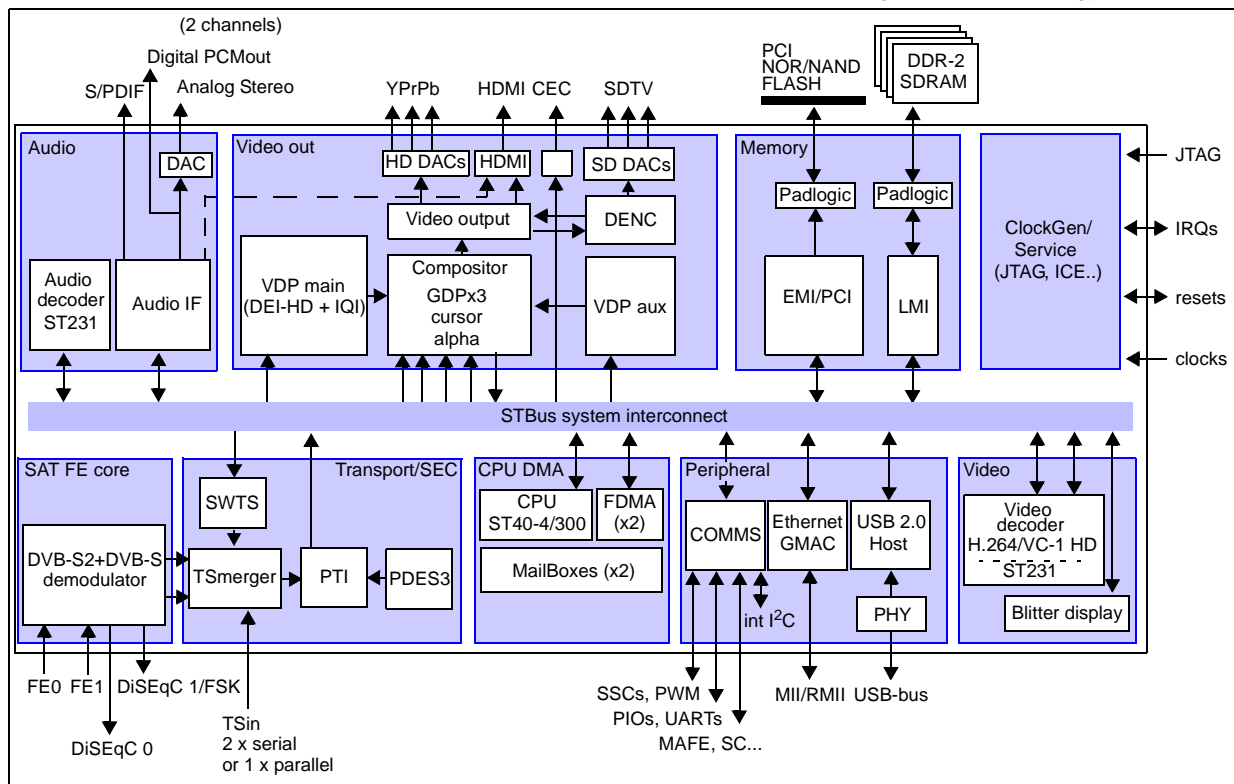 (2 channels)
Digital PCMout
S/PDIF
Analog Stereo
YPrPb
HDMI
CEC
SDTV
PCI
NOR/NAND
FLASH
DDR-2
SDRAM
Audio
DAC
Audio
decoder
ST231
Audio IF
Video out
HD DACs
HDMI
SD DACs
Video output
DENC
VDP main
(DEI-HD + IQI)
Compositor
GDPx3
cursor
alpha
VDP aux
Memory
Padlogic
Padlogic
EMI/PCI
LMI
ClockGen/
Service
(JTAG, ICE..)
JTAG
IRQs
resets
clocks
STBus system interconnect
SAT FE core
DVB-S2+DVB-S
demodulator
Transport/SEC
SWTS
TSmerger
PTI
PDES3
CPU DMA
CPU
ST40-4/300
FDMA
(x2)
MailBoxes (x2)
Peripheral
COMMS
Ethernet
GMAC
USB 2.0
Host
int I²C
PHY
Video
Video
decoder
H.264/VC-1 HD
ST231
Blitter display
FE0
FE1
DiSEqC 1/FSK
DiSEqC 0
TSin
2 x serial
or 1 x parallel
SSCs, PWM
PIOs, UARTs
MAFE, SC...
MII/RMII
USB-bus